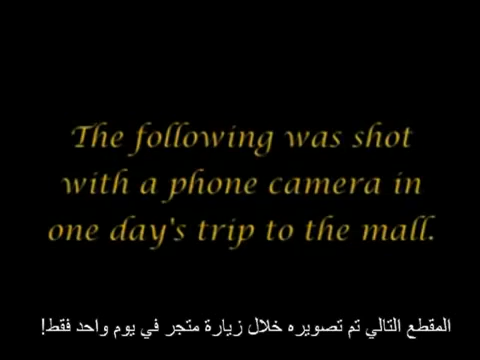 The following was shot
with a phone camera in
one day's trip to the mall.
المقطع التالي تم تصويره خلال زيارة متجر في يوم واحد فقط!